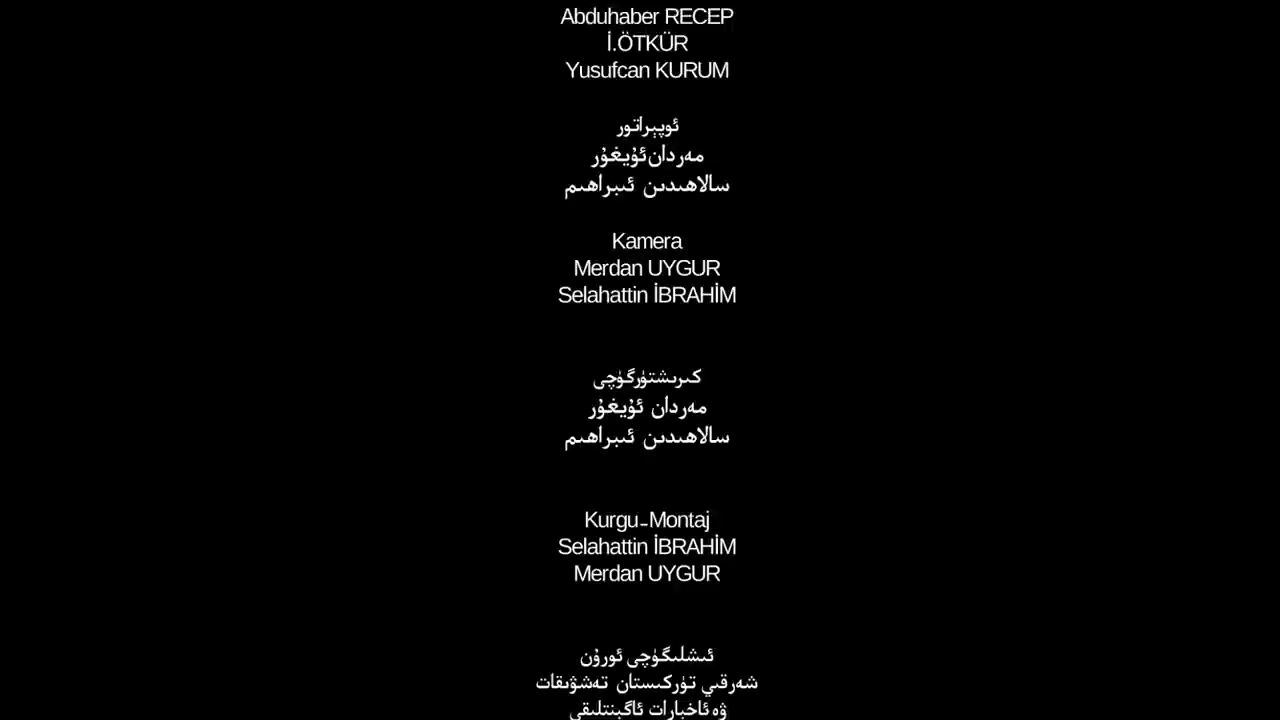 Abduhaber RECEP
İ.ÖTKÜR
Yusufcan KURUM
ئوپېراتور
مەردان ئۇيغۇر
سالاھىدىن ئىبراھىم
Kamera
Merdan UYGUR
Selahattin İBRAHİM
كىرىشتۈرگۈچى
مەردان ئۇيغۇر
سالاھىدىن ئىبراھىم
Kurgu-Montaj
Selahattin İBRAHİM
Merdan UYGUR
ئىشلىگۈچى ئورۇن
شەرقىي تۈركىستان تەشۋىقات
ۋە ئاخبارات ئاگېنتلىقى